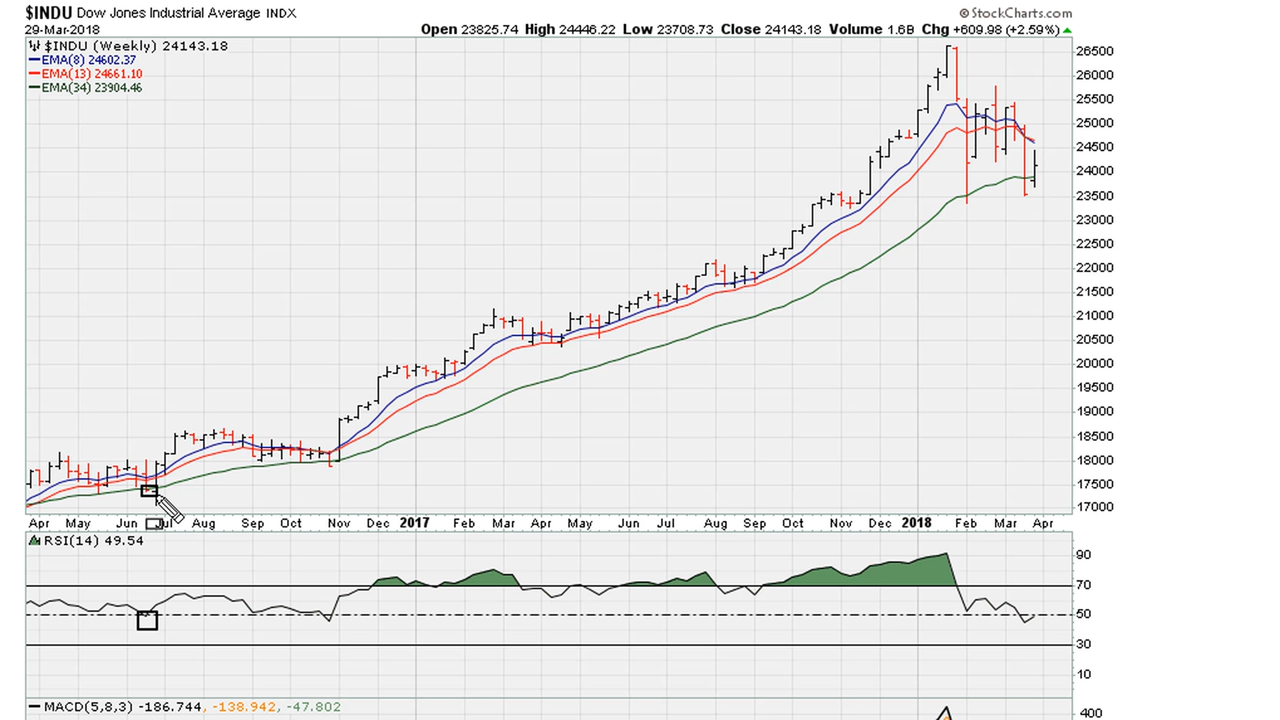 $INDU Dow Jones Industrial Average INDX
© StockCharts.com
29-Mar-2018
Open 23825.74 High 24446.22 Low 23708.73 Close 24143.18 Volume 1.6B Chg +609.98 (+2.59%)
$INDU (Weekly) 24143.18
EMA(8) 24602.37
EMA(13) 24661.10
EMA(34) 23904.46
26500
26000
25500
25000
24500
24000
23500
23000
22500
22000
21500
21000
20500
20000
19500
19000
18500
18000
17500
17000
Apr May Jun Jul Aug Sep Oct Nov Dec 2017 Feb Mar Apr May Jun Jul Aug Sep Oct Nov Dec 2018 Feb Mar Apr
RSI(14) 49.54
90
70
50
30
10
MACD(5,8,3) -186.744, -138.942, -47.802
400